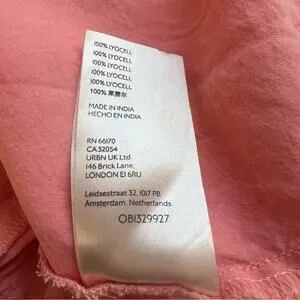 100% LYOCELL
100% LYOCELL
100% LYOCELL
100% LYOCELL
100% LYOCELL
100% 莱赛尔
MADE IN INDIA
HECHO EN INDIA
RN 66170
CA 32054
URBN UK Ltd.
146 Brick Lane,
LONDON E1 6RU
Leidsestraat 32, 1017 PB
Amsterdam, Netherlands
OB1329927